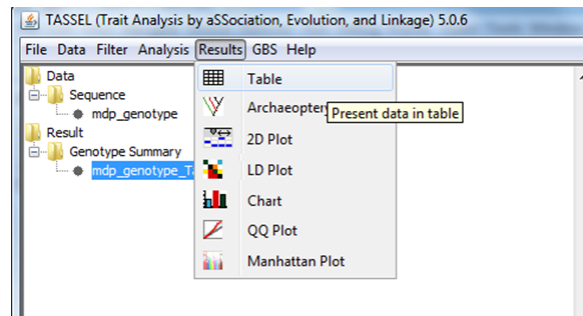 TASSEL (Trait Analysis by aSSociation, Evolution, and Linkage) 5.0.6
File Data Filter Analysis Results GBS Help
Data
Sequence
mdp_genotype
Result
Genotype Summary
mdp_genotype_T
Table
Archaeoptery
Present data in table
2D Plot
LD Plot
Chart
QQ Plot
Manhattan Plot